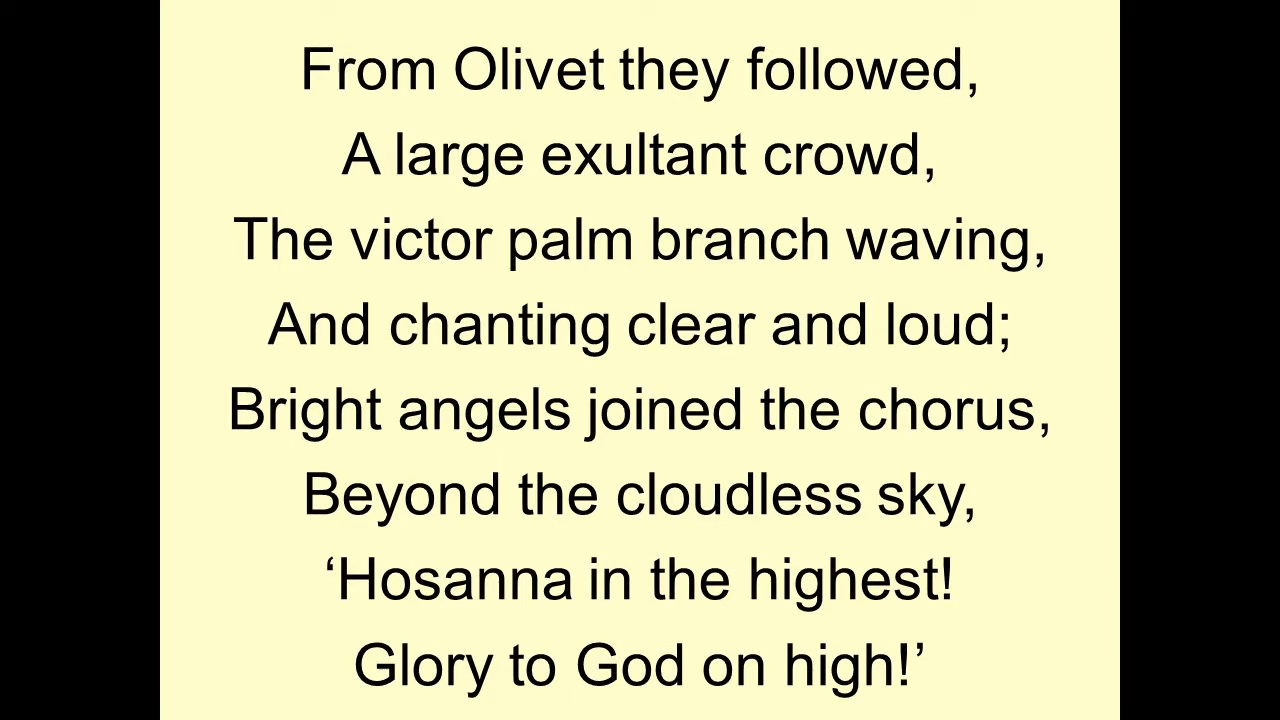 From Olivet they followed,
A large exultant crowd,
The victor palm branch waving,
And chanting clear and loud;
Bright angels joined the chorus,
Beyond the cloudless sky,
‘Hosanna in the highest!
Glory to God on high!’